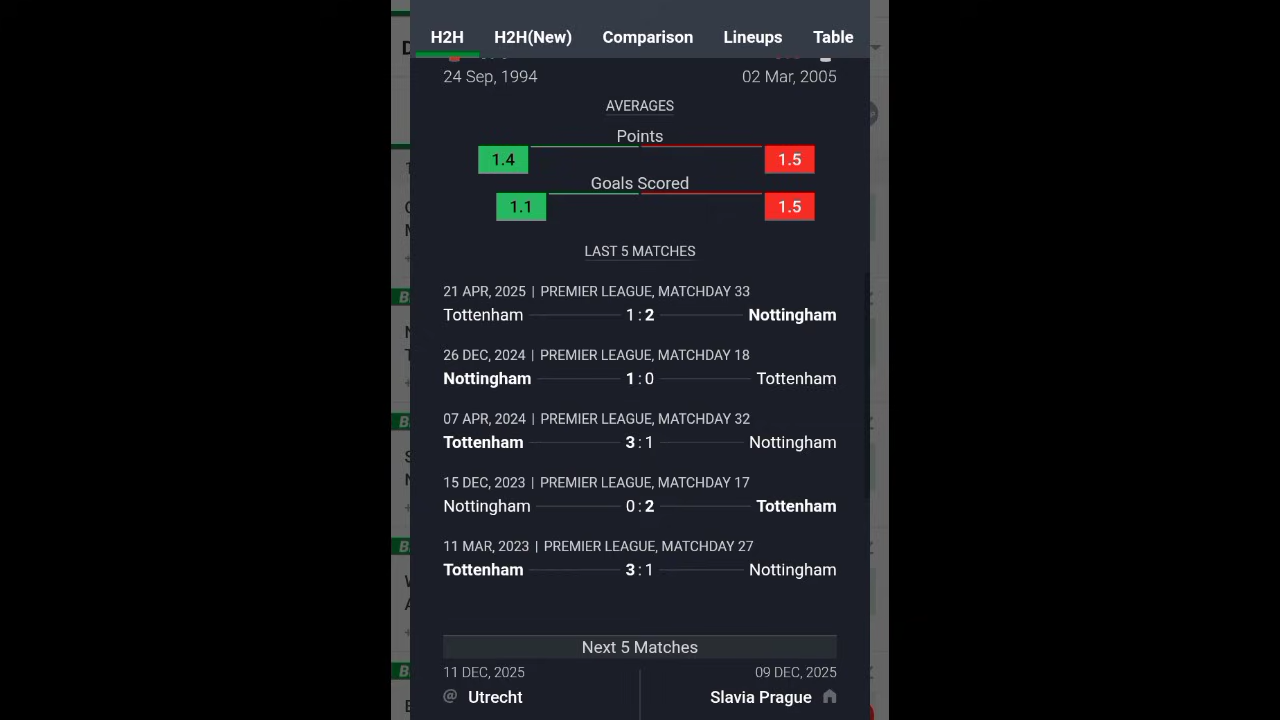 H2H H2H(New) Comparison Lineups Table
24 Sep, 1994 02 Mar, 2005
AVERAGES
Points
1.4 1.5
Goals Scored
1.1 1.5
LAST 5 MATCHES
21 APR, 2025 | PREMIER LEAGUE, MATCHDAY 33
Tottenham 1 : 2 Nottingham
26 DEC, 2024 | PREMIER LEAGUE, MATCHDAY 18
Nottingham 1 : 0 Tottenham
07 APR, 2024 | PREMIER LEAGUE, MATCHDAY 32
Tottenham 3 : 1 Nottingham
15 DEC, 2023 | PREMIER LEAGUE, MATCHDAY 17
Nottingham 0 : 2 Tottenham
11 MAR, 2023 | PREMIER LEAGUE, MATCHDAY 27
Tottenham 3 : 1 Nottingham
Next 5 Matches
11 DEC, 2025 09 DEC, 2025
@ Utrecht Slavia Prague